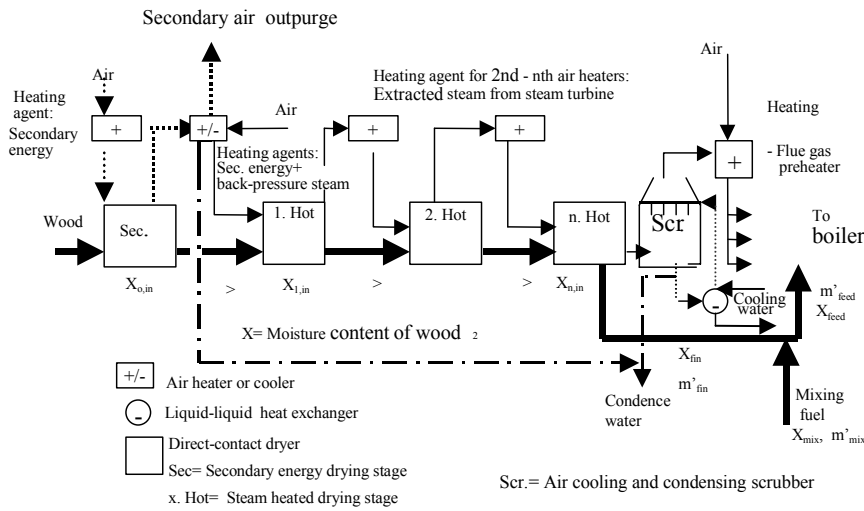 Secondary air outpurge
Air
Heating
agent:
Secondary
energy
+
+/-
Air
Heating agents:
Sec. energy+
back-pressure steam
Heating agent for 2nd - nth air heaters:
Extracted steam from steam turbine
+
+
Air
Heating
- Flue gas
preheater
+
Wood
Sec.
1. Hot
2. Hot
n. Hot
Scr
To
boiler
Xo,in
>
X1,in
>
>
Xn,in
-
Cooling
water
m'feed
Xfeed
X= Moisture content of wood 2
Xfin
m'fin
Condence
water
Mixing
fuel
Xmix, m'mix
+/-
Air heater or cooler
-
Liquid-liquid heat exchanger
Direct-contact dryer
Sec= Secondary energy drying stage
x. Hot= Steam heated drying stage
Scr.= Air cooling and condensing scrubber